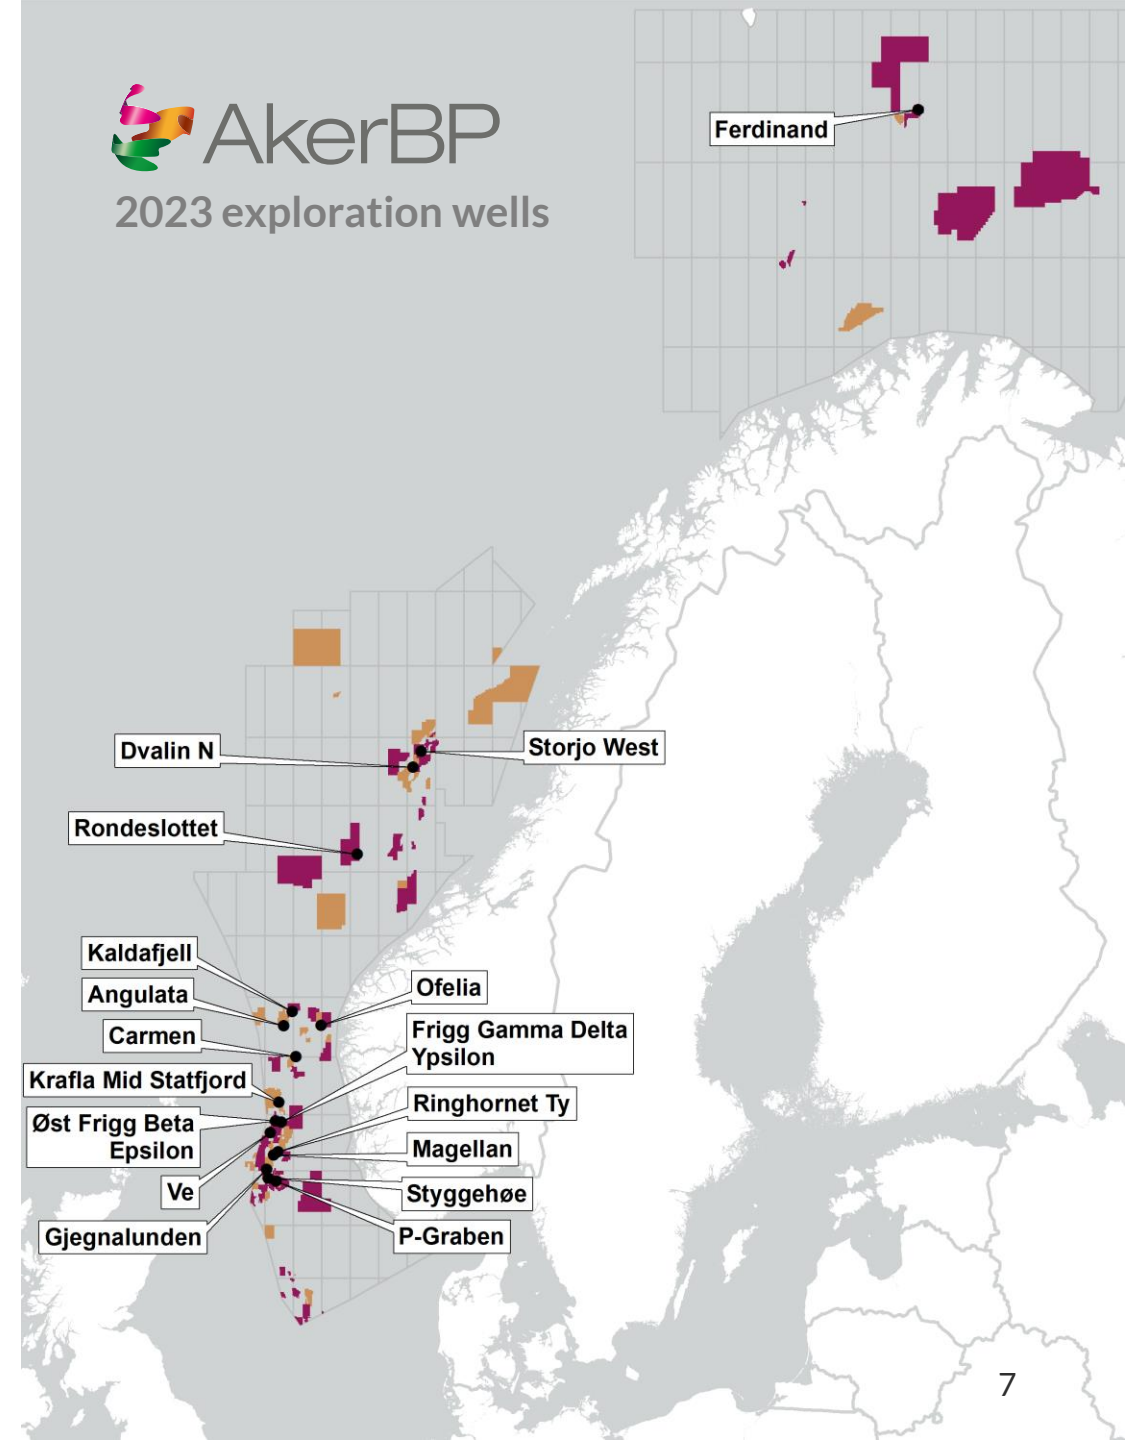 AkerBP
2023 exploration wells
Ferdinand
Dvalin N
Storjo West
Rondeslottet
Kaldafjell
Angulata
Ofelia
Carmen
Frigg Gamma Delta
Ypsilon
Krafla Mid Statfjord
Ringhornet Ty
Øst Frigg Beta
Epsilon
Magellan
Ve
Styggehøe
Gjegnalunden
P-Graben
7